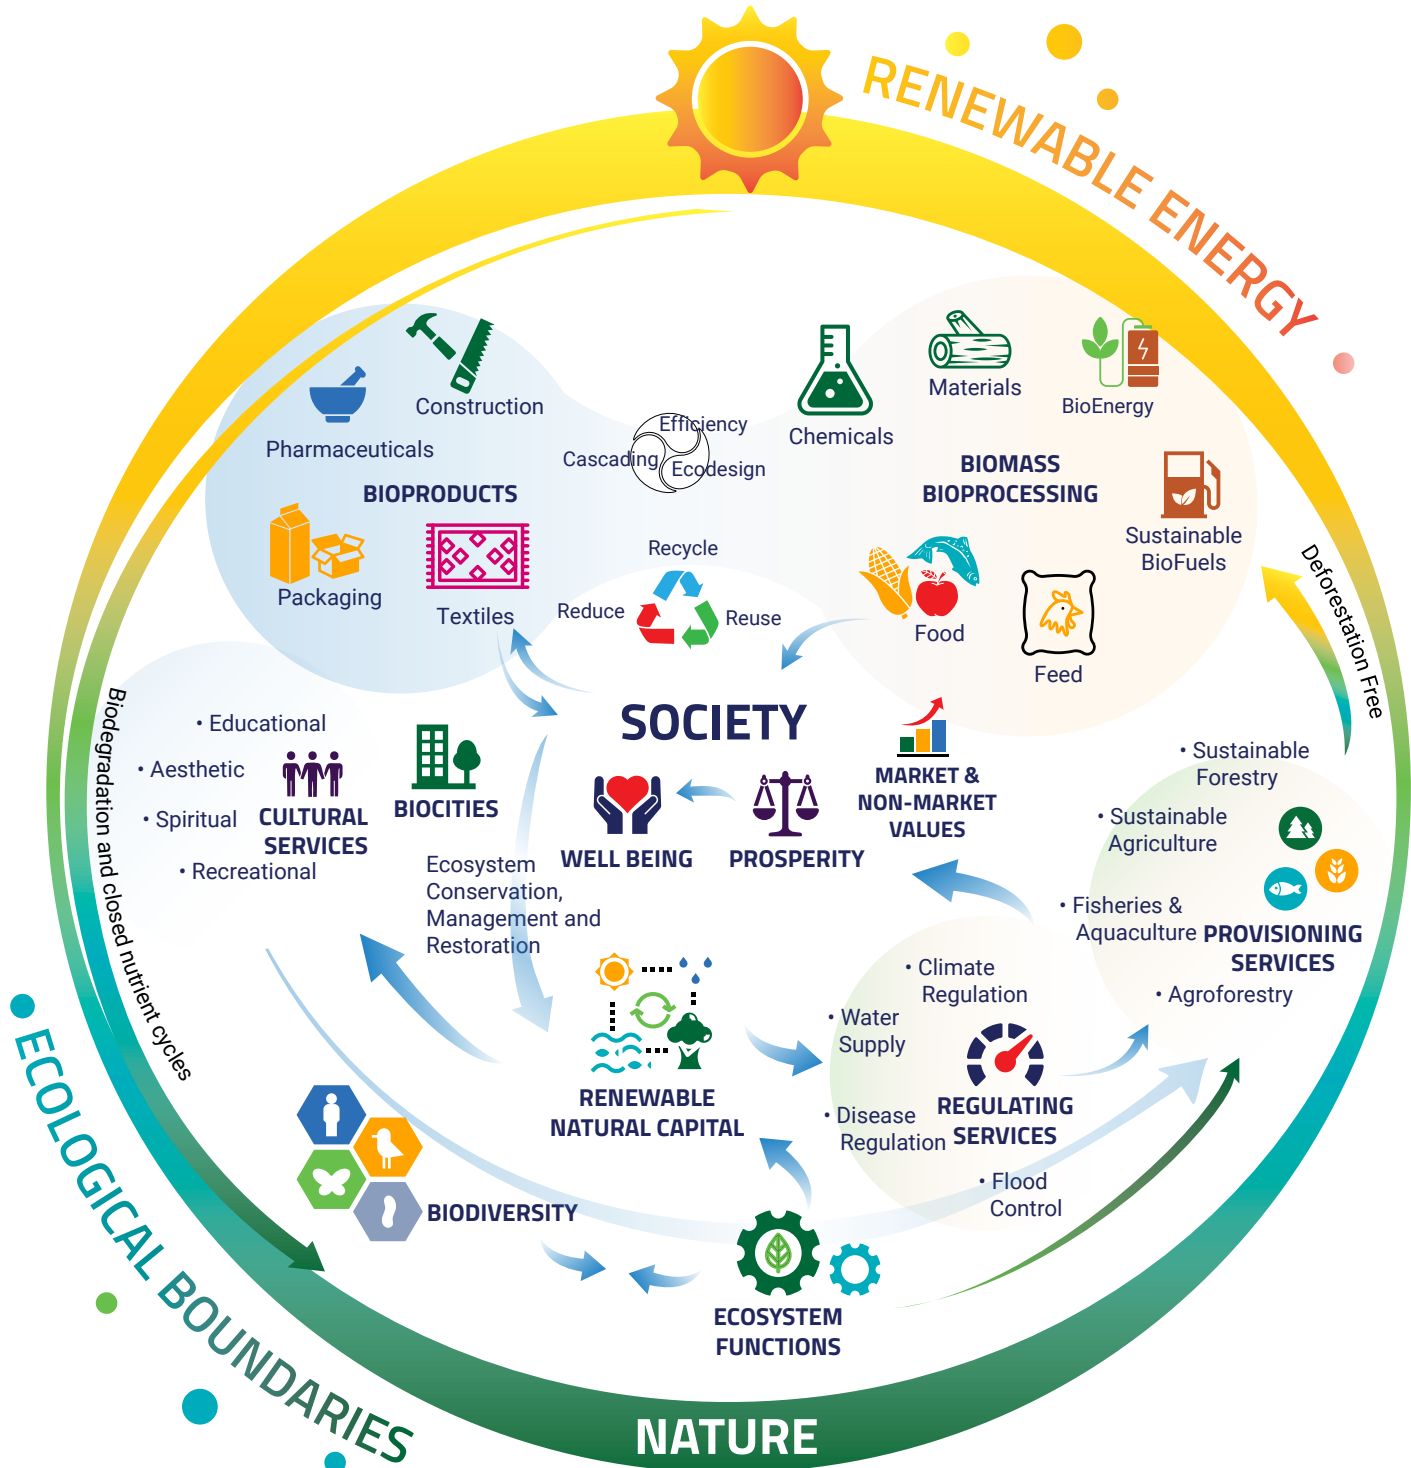 RENEWABLE ENERGY
Construction
Pharmaceuticals
BIOPRODUCTS
Packaging
Textiles
Efficiency
Cascading
Ecodesign
Recycle
Reduce
Reuse
Chemicals
Materials
BioEnergy
BIOMASS
BIOPROCESSING
Sustainable
BioFuels
Food
Feed
Deforestation Free
Biodegradation and closed nutrient cycles
• Educational
• Aesthetic
• Spiritual
• Recreational
CULTURAL
SERVICES
BIOCITIES
SOCIETY
WELL BEING
PROSPERITY
MARKET &
NON-MARKET
VALUES
Ecosystem
Conservation,
Management and
Restoration
• Sustainable
Forestry
• Sustainable
Agriculture
• Fisheries &
Aquaculture
PROVISIONING
SERVICES
• Agroforestry
• Climate
Regulation
• Water
Supply
• Disease
Regulation
REGULATING
SERVICES
• Flood
Control
RENEWABLE
NATURAL CAPITAL
BIODIVERSITY
ECOSYSTEM
FUNCTIONS
ECOLOGICAL BOUNDARIES
NATURE